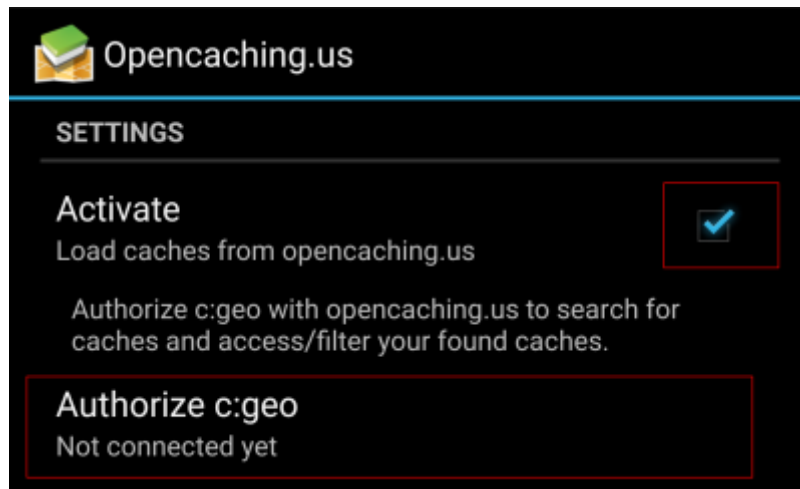 Opencaching.us
SETTINGS
Activate
Load caches from opencaching.us
Authorize c:geo with opencaching.us to search for
caches and access/filter your found caches.
Authorize c:geo
Not connected yet